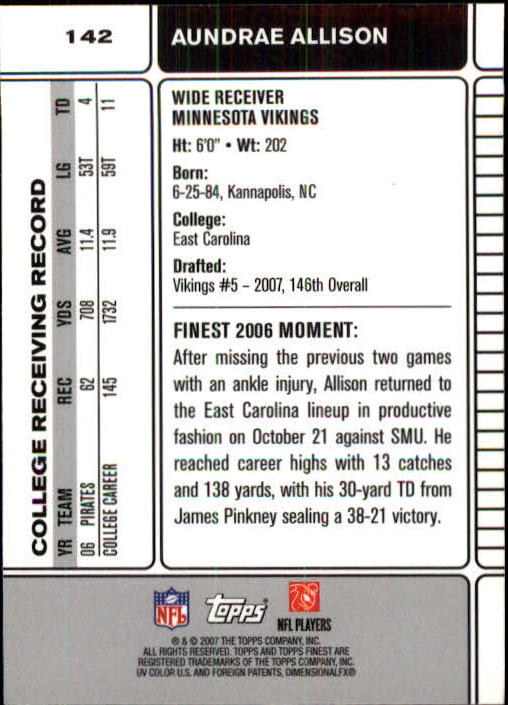 142
AUNDRAE ALLISON
COLLEGE RECEIVING RECORD
YR TEAM REC YDS AVG LG TD
06 PIRATES 62 708 11.4 53T 4
COLLEGE CAREER 145 1732 11.9 59T 11
WIDE RECEIVER
MINNESOTA VIKINGS
Ht: 6'0" • Wt: 202
Born:
6-25-84, Kannapolis, NC
College:
East Carolina
Drafted:
Vikings #5 – 2007, 146th Overall
FINEST 2006 MOMENT:
After missing the previous two games
with an ankle injury, Allison returned to
the East Carolina lineup in productive
fashion on October 21 against SMU. He
reached career highs with 13 catches
and 138 yards, with his 30-yard TD from
James Pinkney sealing a 38-21 victory.
NFL
Topps
NFL PLAYERS
® & © 2007 THE TOPPS COMPANY, INC.
ALL RIGHTS RESERVED. TOPPS AND TOPPS FINEST ARE
REGISTERED TRADEMARKS OF THE TOPPS COMPANY, INC.
UV COLOR U.S. AND FOREIGN PATENTS, DIMENSIONALFX®